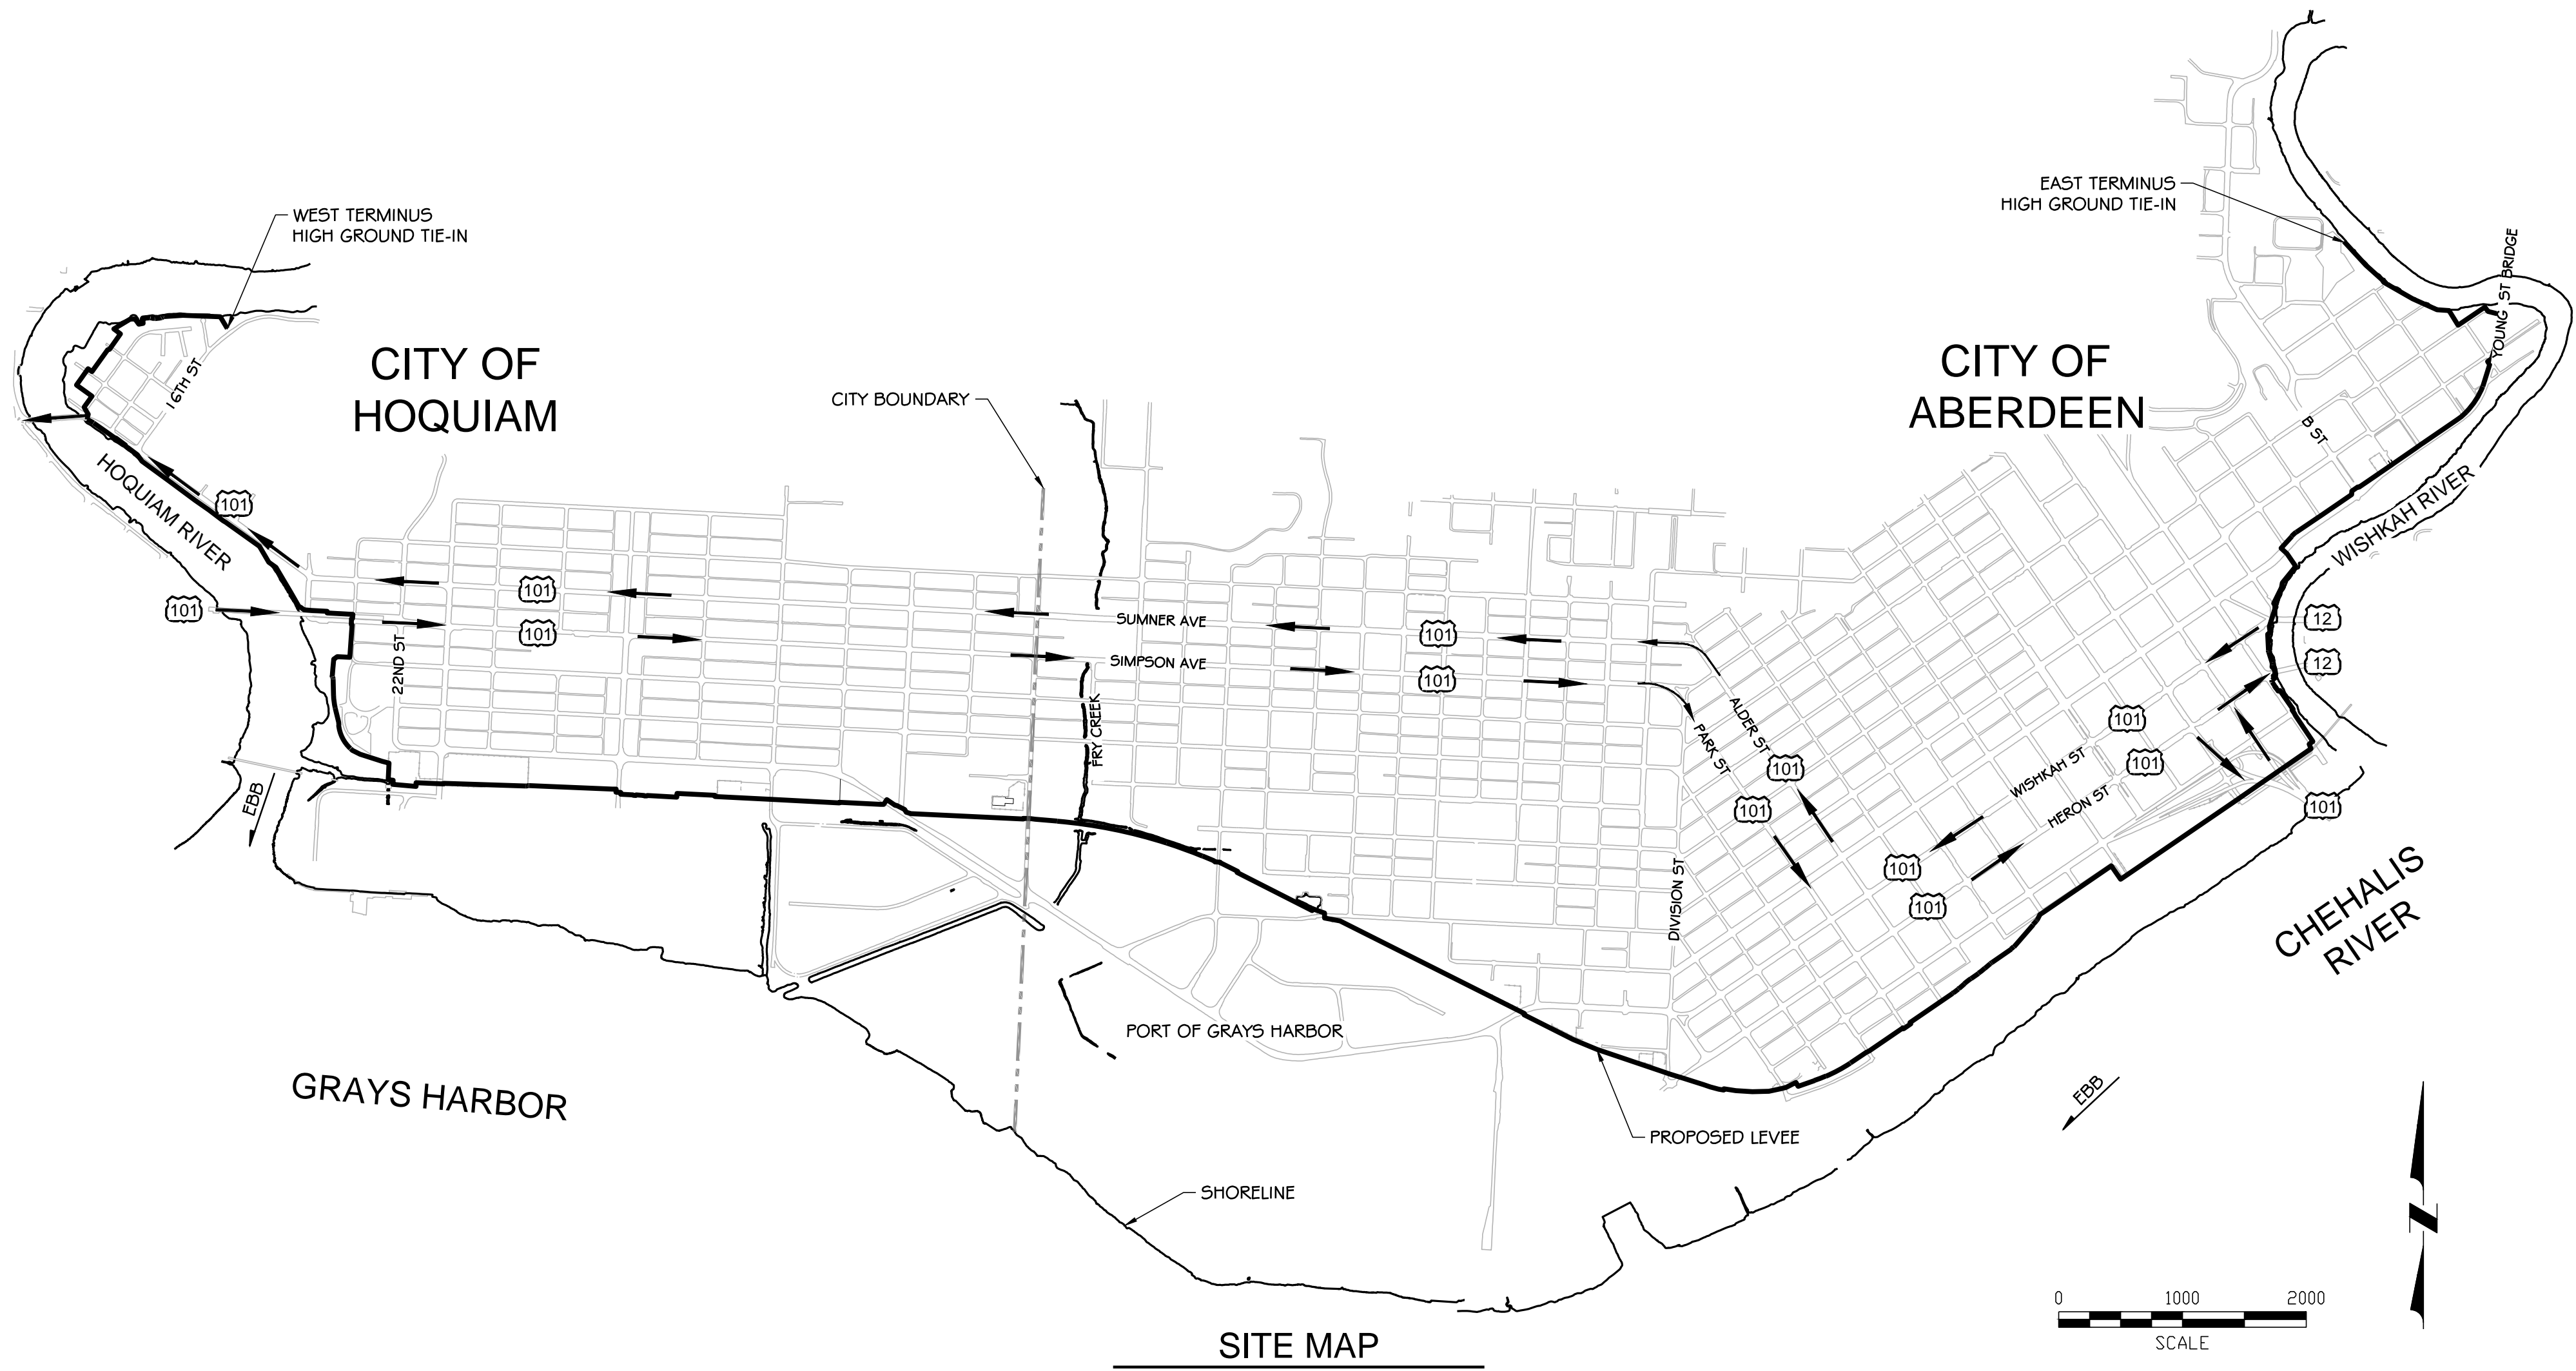 EAST TERMINUS
HIGH GROUND TIE-IN
WEST TERMINUS
HIGH GROUND TIE-IN
YOUNG ST BRIDGE
CITY OF
HOQUIAM
CITY OF
ABERDEEN
16TH ST
CITY BOUNDARY
B ST
HOQUIAM RIVER
WISHKAH RIVER
101
101
101
101
SUMNER AVE
SIMPSON AVE
101
101
12
12
22ND ST
FRY CREEK
ALDER ST
PARK ST
101
101
WISHKAH ST
HERON ST
101
101
101
101
101
EBB
DIVISION ST
CHEHALIS
RIVER
PORT OF GRAYS HARBOR
GRAYS HARBOR
EBB
PROPOSED LEVEE
SHORELINE
N
0 1000 2000
SCALE
SITE MAP